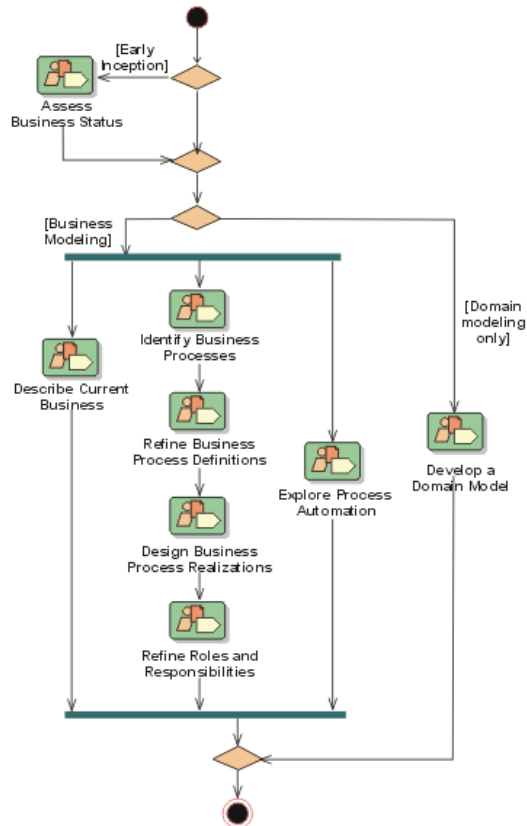 [Early
Inception]
Assess
Business Status
[Business
Modeling]
[Domain
modeling
only]
Identify Business
Processes
Describe Current
Business
Refine Business
Process Definitions
Explore Process
Automation
Develop a
Domain Model
Design Business
Process Realizations
Refine Roles and
Responsibilities